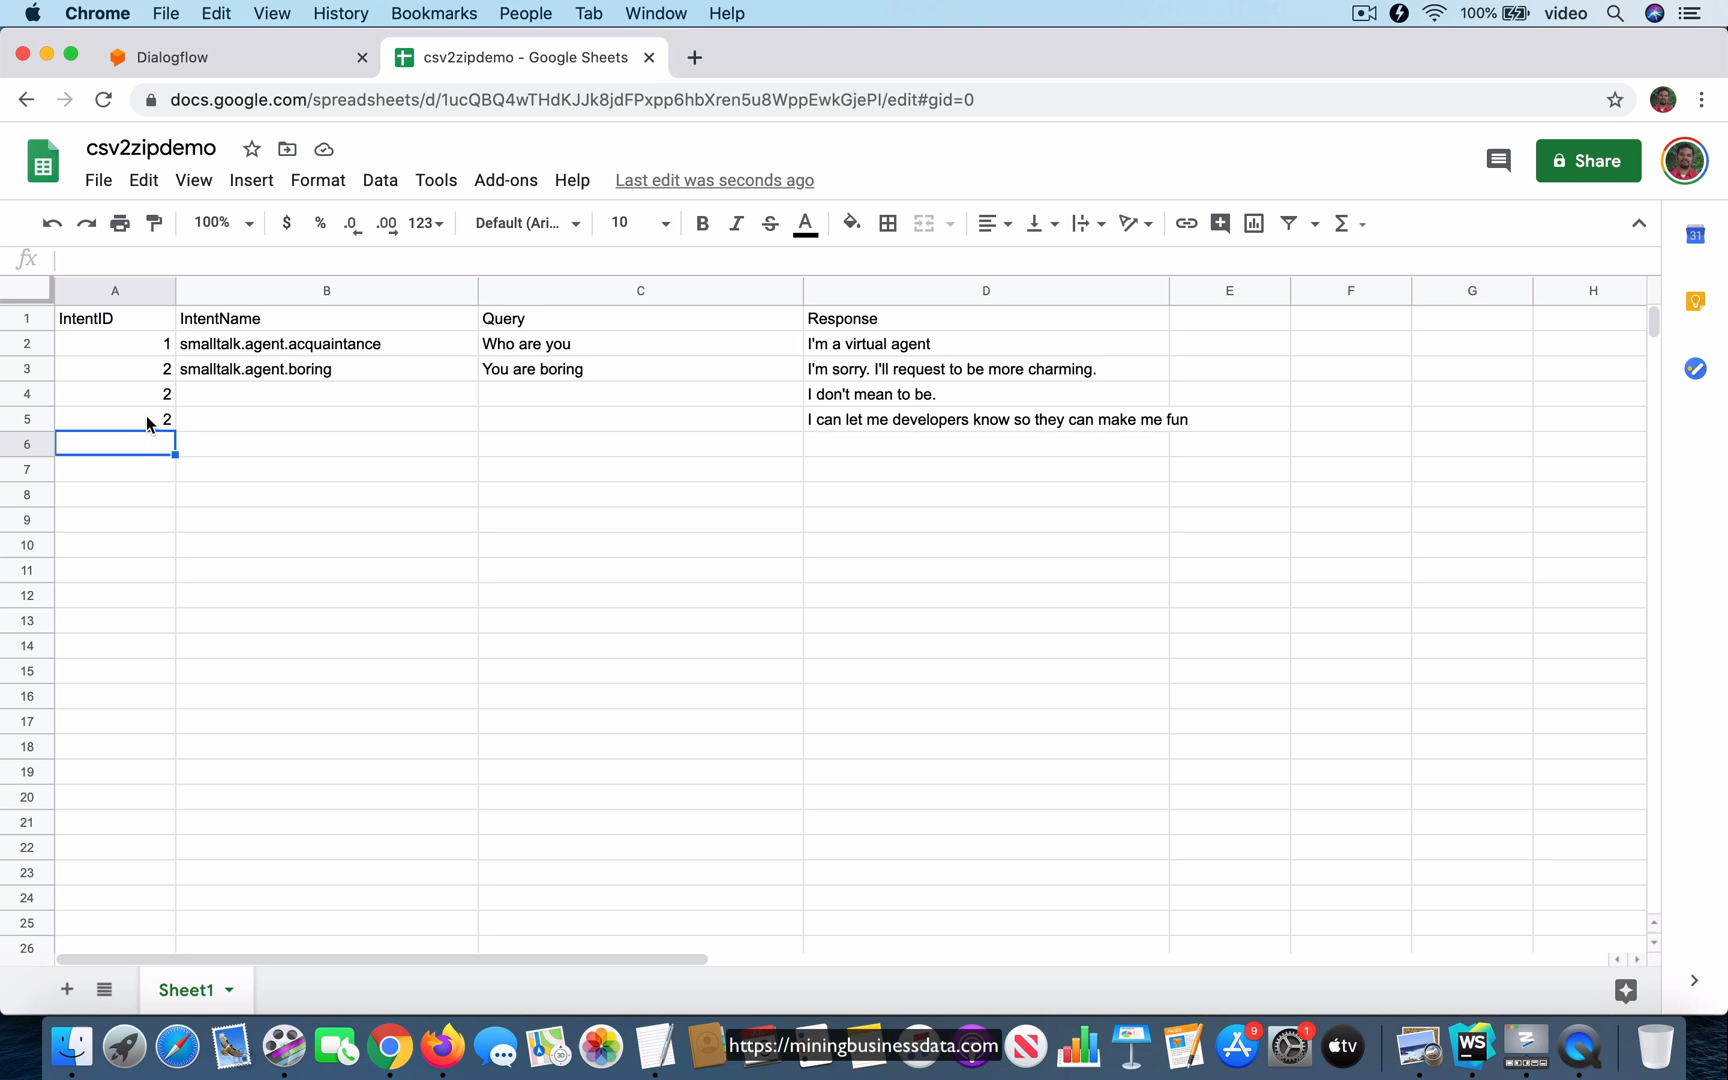 Chrome File Edit View History Bookmarks People Tab Window Help 100% video
Dialogflow csv2zipdemo - Google Sheets
docs.google.com/spreadsheets/d/1ucQBQ4wTHdKJJk8jdFPxpp6hbXren5u8WppEwkGjePI/edit#gid=0
csv2zipdemo
Share
File Edit View Insert Format Data Tools Add-ons Help Last edit was seconds ago
100% $ % .0 .00 123 Default (Ari... 10 B I S A Σ
31
fx
A B C D E F G H
1 IntentID IntentName Query Response
2 1 smalltalk.agent.acquaintance Who are you I'm a virtual agent
3 2 smalltalk.agent.boring You are boring I'm sorry. I'll request to be more charming.
4 2 I don't mean to be.
5 2 I can let me developers know so they can make me fun
6
7
8
9
10
11
12
13
14
15
16
17
18
19
20
21
22
23
24
25
26
Sheet1
https://miningbusinessdata.com
9
1
tv
WS